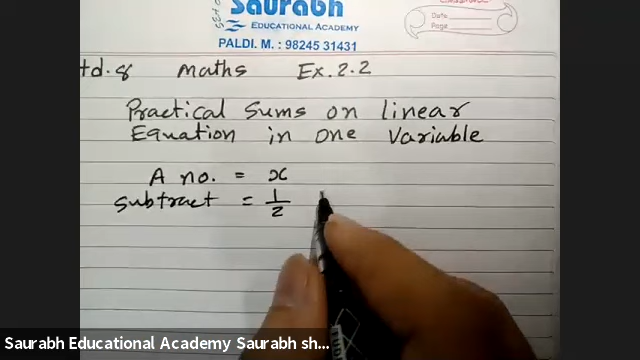 Saurabh
EDUCATIONAL ACADEMY
PALDI. M. : 98245 31431
Date
Page
td.8 Maths Ex. 2.2
Practical Sums on linear
Equation in one Variable
A no. = x
subtract = 1/2
Saurabh Educational Academy Saurabh sh...